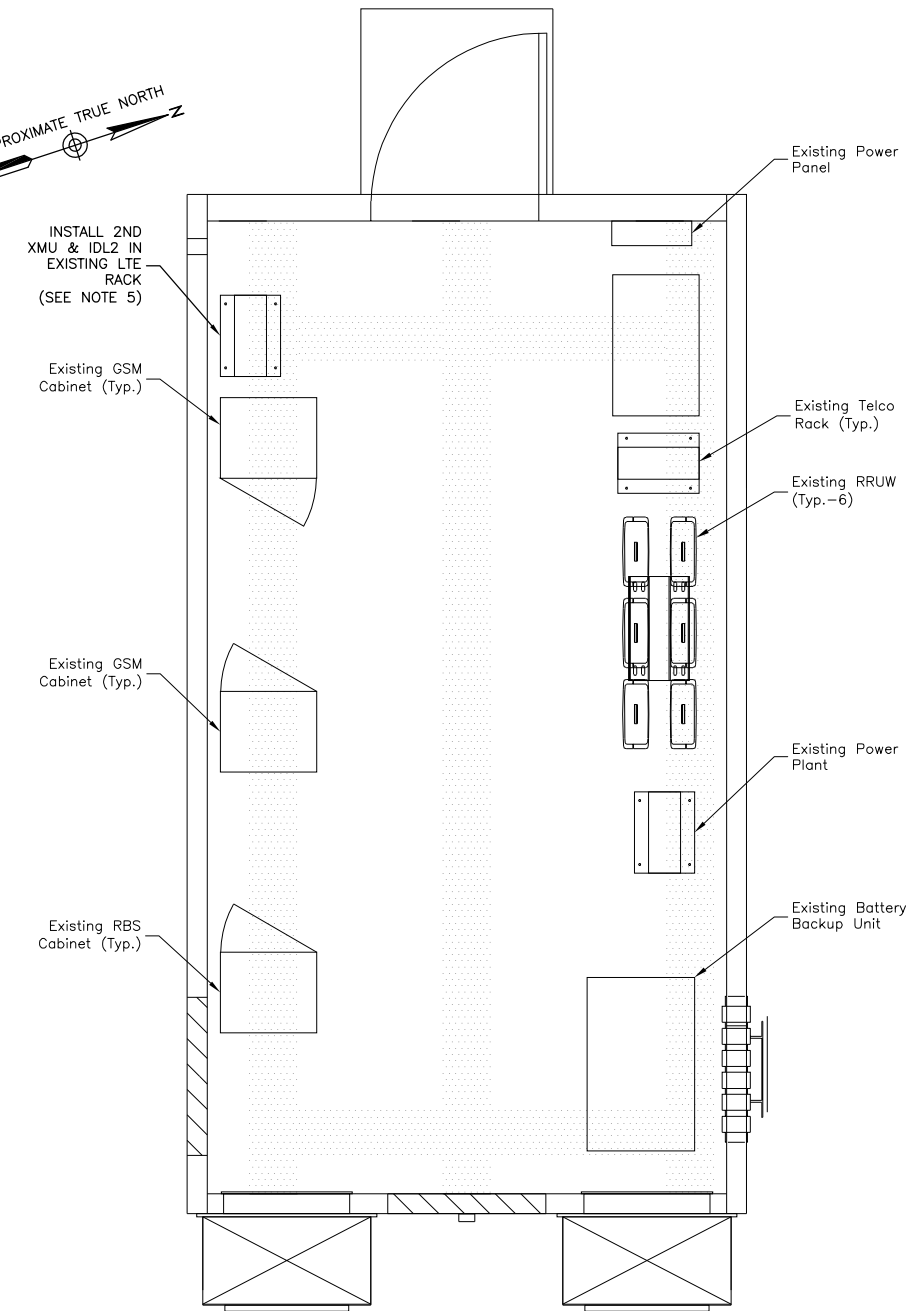 PROXIMATE TRUE NORTH
N
INSTALL 2ND
XMU & IDL2 IN
EXISTING LTE
RACK
(SEE NOTE 5)
Existing GSM
Cabinet (Typ.)
Existing GSM
Cabinet (Typ.)
Existing RBS
Cabinet (Typ.)
Existing Power
Panel
Existing Telco
Rack (Typ.)
Existing RRUW
(Typ.-6)
Existing Power
Plant
Existing Battery
Backup Unit